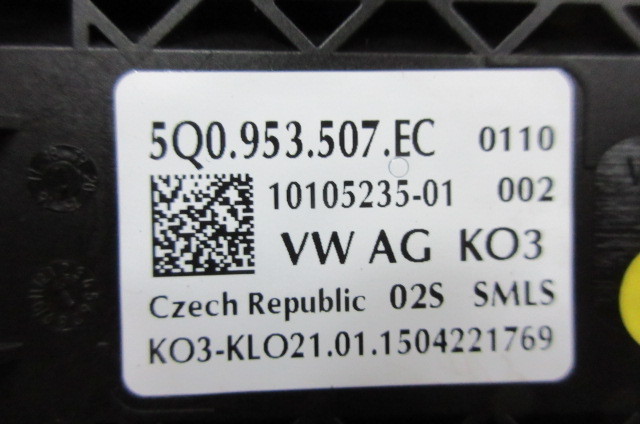 5Q0.953.507.EC 0110
10105235-01 002
VW AG KO3
Czech Republic 02S SMLS
KO3-KLO21.01.1504221769